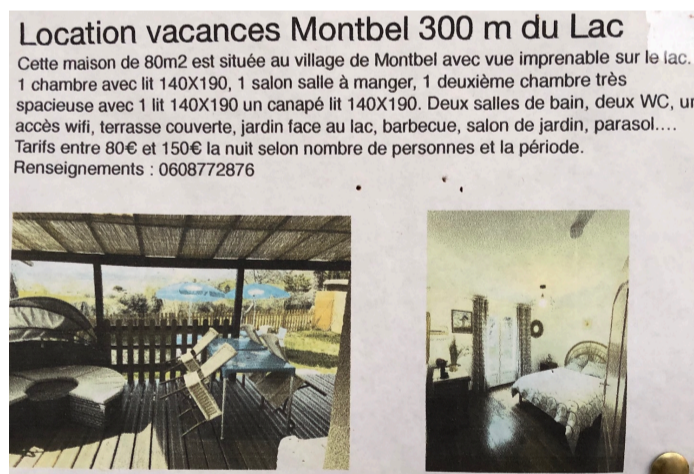 Location vacances Montbel 300 m du Lac
Cette maison de 80m2 est située au village de Montbel avec vue imprenable sur le lac.
1 chambre avec lit 140X190, 1 salon salle à manger, 1 deuxième chambre très
spacieuse avec 1 lit 140X190 un canapé lit 140X190. Deux salles de bain, deux WC, un
accès wifi, terrasse couverte, jardin face au lac, barbecue, salon de jardin, parasol….
Tarifs entre 80€ et 150€ la nuit selon nombre de personnes et la période.
Renseignements : 0608772876